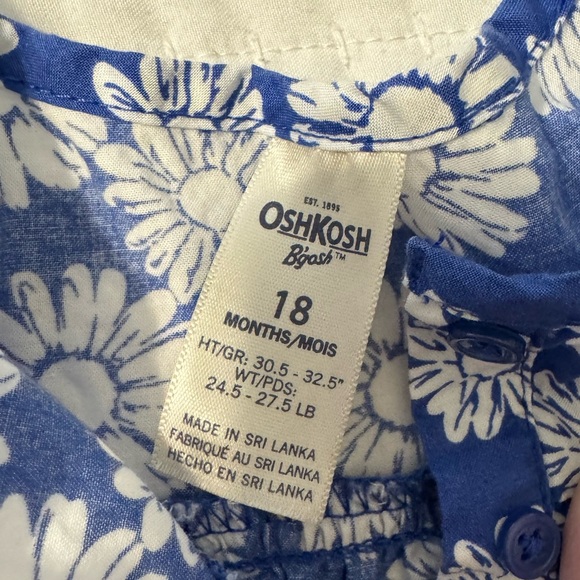 EST. 1895
OSHKOSH
B'gosh™
18
MONTHS/MOIS
HT/GR: 30.5 - 32.5"
WT/PDS:
24.5 - 27.5 LB
MADE IN SRI LANKA
FABRIQUÉ AU SRI LANKA
HECHO EN SRI LANKA